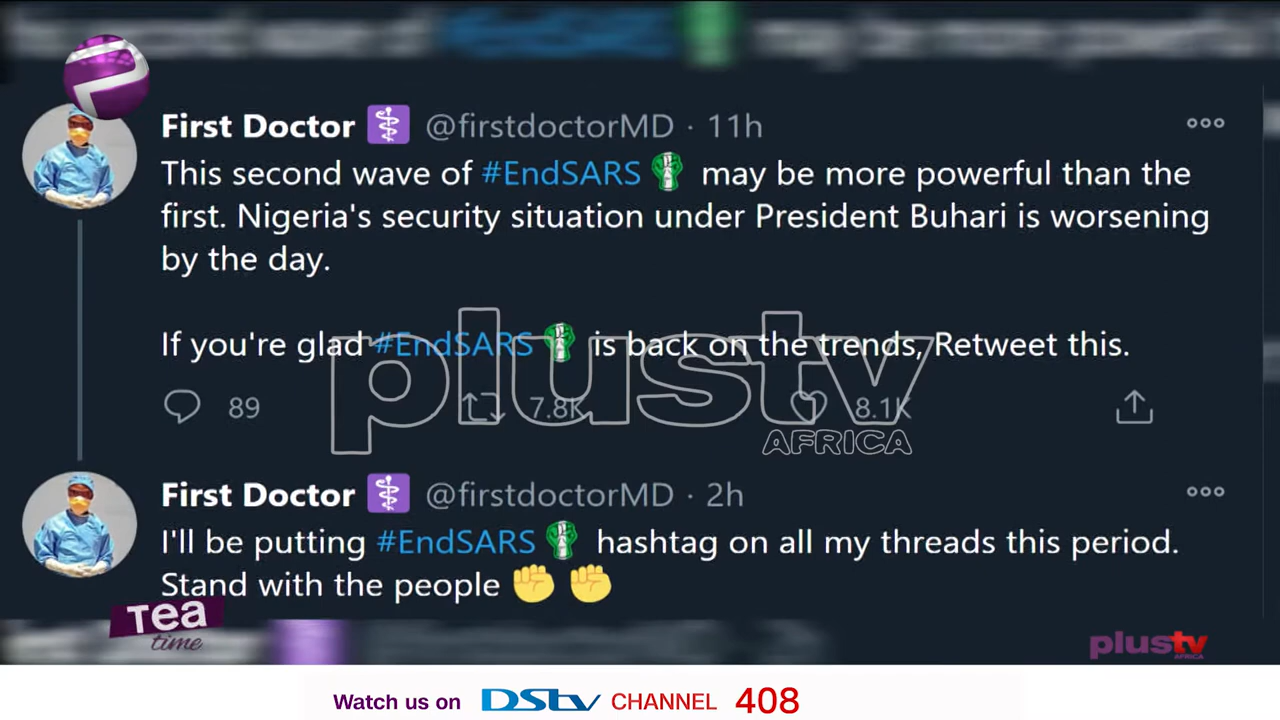 First Doctor @firstdoctorMD · 11h
This second wave of #EndSARS may be more powerful than the
first. Nigeria's security situation under President Buhari is worsening
by the day.
If you're glad #EndSARS is back on the trends, Retweet this.
89 7.8K 8.1K
plustv
AFRICA
First Doctor @firstdoctorMD · 2h
I'll be putting #EndSARS hashtag on all my threads this period.
Stand with the people ✊ ✊
Tea
time
plustv
AFRICA
Watch us on DStv CHANNEL 408